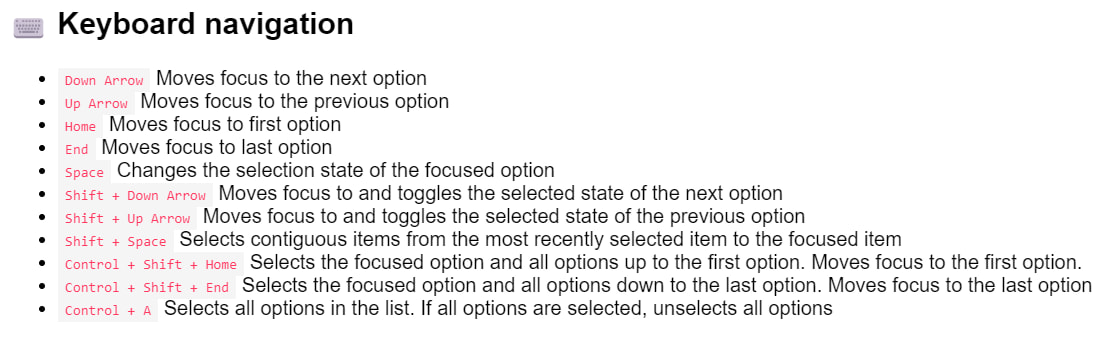 Keyboard navigation
Down Arrow Moves focus to the next option
Up Arrow Moves focus to the previous option
Home Moves focus to first option
End Moves focus to last option
Space Changes the selection state of the focused option
Shift + Down Arrow Moves focus to and toggles the selected state of the next option
Shift + Up Arrow Moves focus to and toggles the selected state of the previous option
Shift + Space Selects contiguous items from the most recently selected item to the focused item
Control + Shift + Home Selects the focused option and all options up to the first option. Moves focus to the first option.
Control + Shift + End Selects the focused option and all options down to the last option. Moves focus to the last option
Control + A Selects all options in the list. If all options are selected, unselects all options